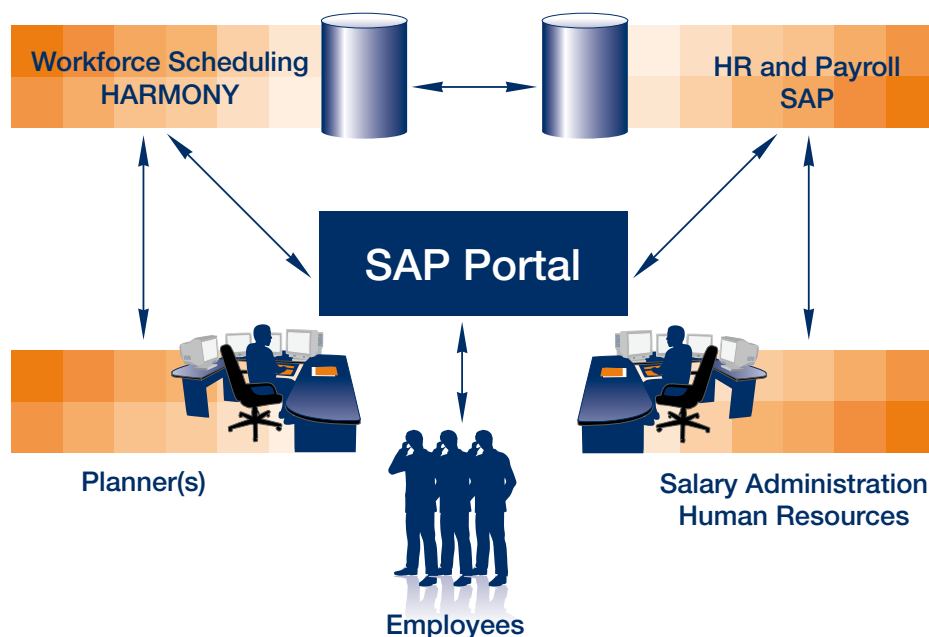 Workforce Scheduling
HARMONY
HR and Payroll
SAP
SAP Portal
Planner(s)
Salary Administration
Human Resources
Employees